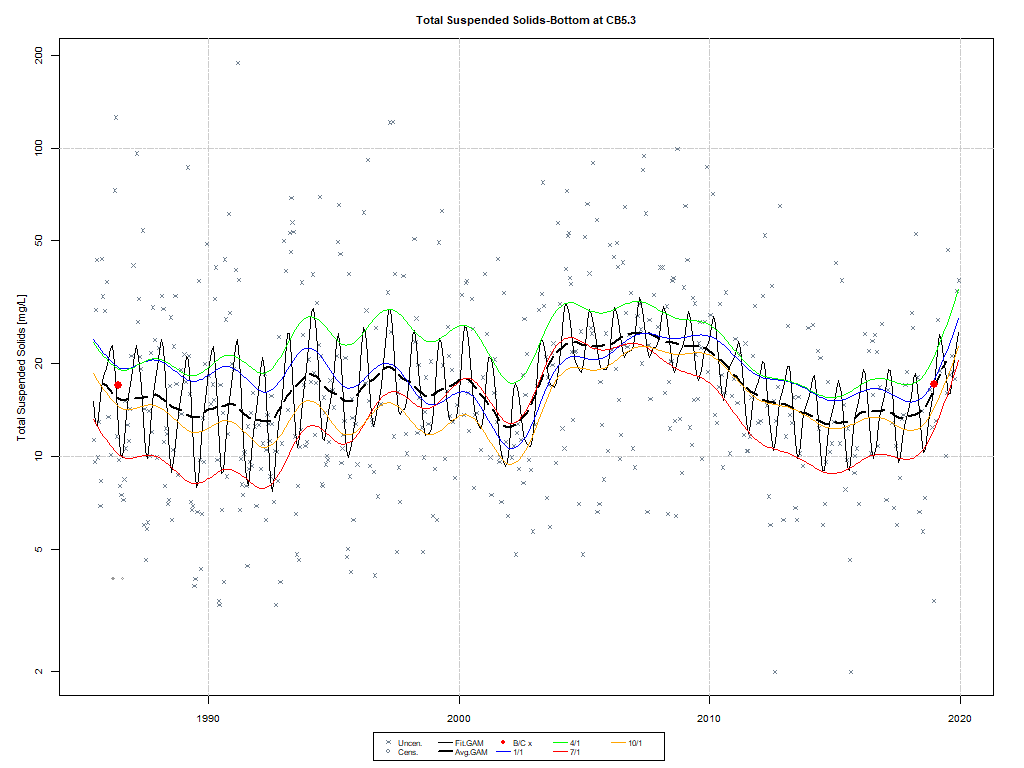 Total Suspended Solids-Bottom at CB5.3
Total Suspended Solids [mg/L]
200
100
50
20
10
5
2
1990
2000
2010
2020
Uncen. Fit.GAM B/C x 4/1 10/1
Cens. Avg.GAM 1/1 7/1